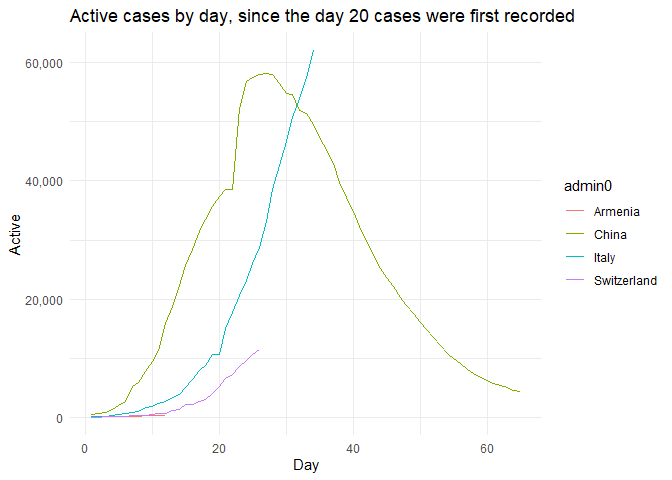 Active cases by day, since the day 20 cases were first recorded
60,000
40,000
20,000
0
Active
0
20
40
60
Day
admin0
Armenia
China
Italy
Switzerland